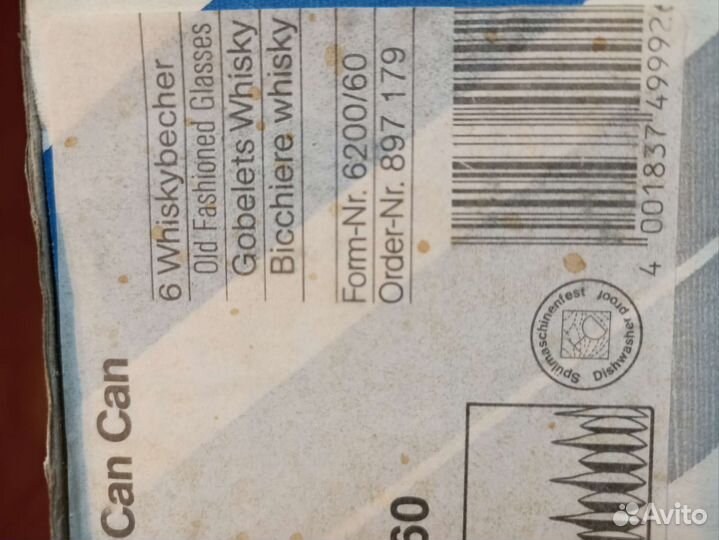 6 Whiskybecher
Old Fashioned Glasses
Gobelets Whisky
Bicchiere whisky
Form-Nr. 6200/60
Order-Nr. 897 179
4 001837 499926
Spülmaschinenfest
Dishwasher proof
Can Can
60
Avito